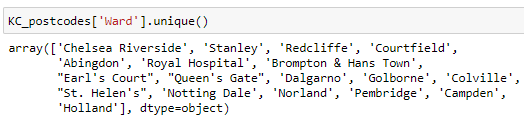 KC_postcodes['Ward'].unique()
array(['Chelsea Riverside', 'Stanley', 'Redcliffe', 'Courtfield',
'Abingdon', 'Royal Hospital', 'Brompton & Hans Town',
"Earl's Court", "Queen's Gate", 'Dalgarno', 'Golborne', 'Colville',
"St. Helen's", 'Notting Dale', 'Norland', 'Pembridge', 'Campden',
'Holland'], dtype=object)